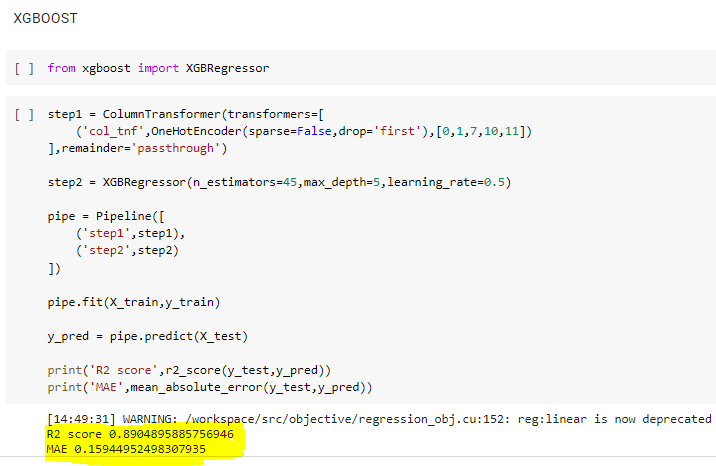 XGBOOST
[ ] from xgboost import XGBRegressor
[ ] step1 = ColumnTransformer(transformers=[
('col_tnf',OneHotEncoder(sparse=False,drop='first'),[0,1,7,10,11])
],remainder='passthrough')
step2 = XGBRegressor(n_estimators=45,max_depth=5,learning_rate=0.5)
pipe = Pipeline([
('step1',step1),
('step2',step2)
])
pipe.fit(X_train,y_train)
y_pred = pipe.predict(X_test)
print('R2 score',r2_score(y_test,y_pred))
print('MAE',mean_absolute_error(y_test,y_pred))
[14:49:31] WARNING: /workspace/src/objective/regression_obj.cu:152: reg:linear is now deprecated
R2 score 0.8904895885756946
MAE 0.15944952498307935